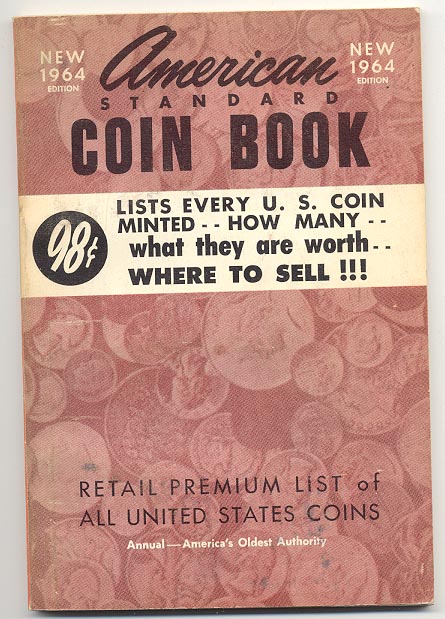 NEW
1964
EDITION
American
NEW
1964
EDITION
STANDARD
COIN BOOK
98¢
LISTS EVERY U. S. COIN
MINTED -- HOW MANY --
what they are worth--
WHERE TO SELL !!!
RETAIL PREMIUM LIST of
ALL UNITED STATES COINS
Annual—America's Oldest Authority